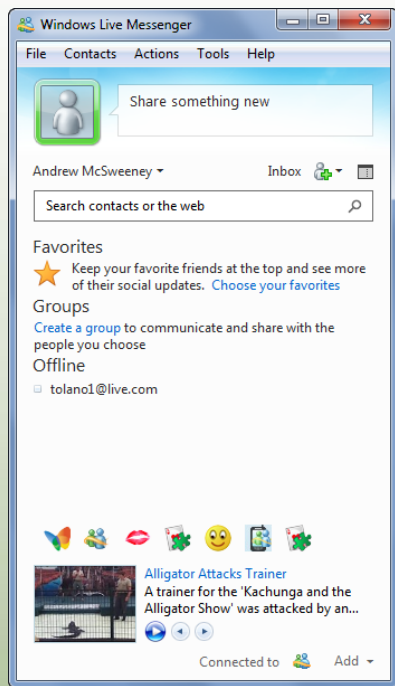 Windows Live Messenger
File Contacts Actions Tools Help
Share something new
Andrew McSweeney
Inbox
Search contacts or the web
Favorites
Keep your favorite friends at the top and see more
of their social updates. Choose your favorites
Groups
Create a group to communicate and share with the
people you choose
Offline
tolano1@live.com
Alligator Attacks Trainer
A trainer for the 'Kachunga and the
Alligator Show' was attacked by an...
Connected to
Add